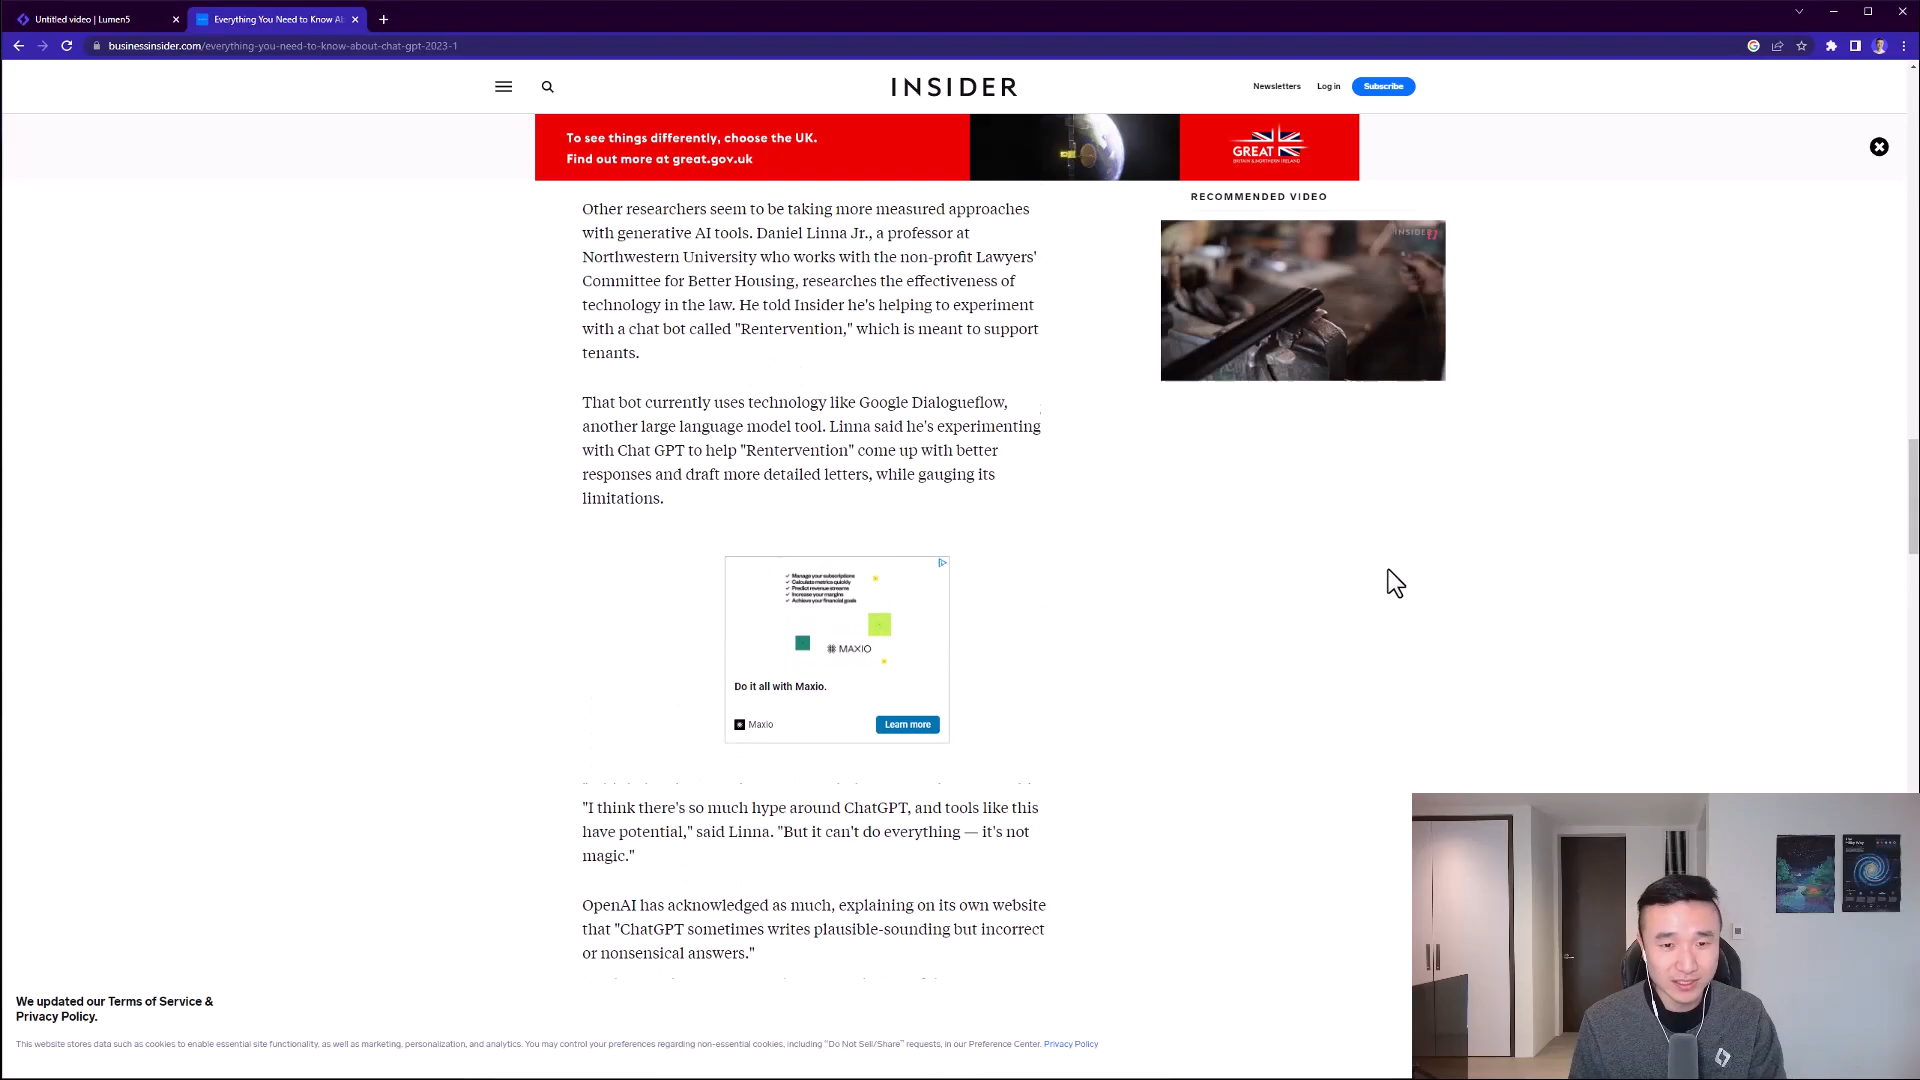 Untitled video | Lumen5
Everything You Need to Know Ab
businessinsider.com/everything-you-need-to-know-about-chat-gpt-2023-1
INSIDER
Newsletters
Log in
Subscribe
To see things differently, choose the UK.
Find out more at great.gov.uk
GREAT
BRITAIN & NORTHERN IRELAND
RECOMMENDED VIDEO
INSIDER
Other researchers seem to be taking more measured approaches
with generative AI tools. Daniel Linna Jr., a professor at
Northwestern University who works with the non-profit Lawyers'
Committee for Better Housing, researches the effectiveness of
technology in the law. He told Insider he's helping to experiment
with a chat bot called "Rentervention," which is meant to support
tenants.
That bot currently uses technology like Google Dialogueflow,
another large language model tool. Linna said he's experimenting
with Chat GPT to help "Rentervention" come up with better
responses and draft more detailed letters, while gauging its
limitations.
✓ Manage your subscriptions
✓ Calculate metrics quickly
✓ Predict revenue streams
✓ Increase your margins
✓ Achieve your financial goals
MAXIO
Do it all with Maxio.
Maxio
Learn more
"I think there's so much hype around ChatGPT, and tools like this
have potential," said Linna. "But it can't do everything — it's not
magic."
OpenAI has acknowledged as much, explaining on its own website
that "ChatGPT sometimes writes plausible-sounding but incorrect
or nonsensical answers."
We updated our Terms of Service &
Privacy Policy.
This website stores data such as cookies to enable essential site functionality, as well as marketing, personalization, and analytics. You may control your preferences regarding non-essential cookies, including "Do Not Sell/Share" requests, in our Preference Center. Privacy Policy